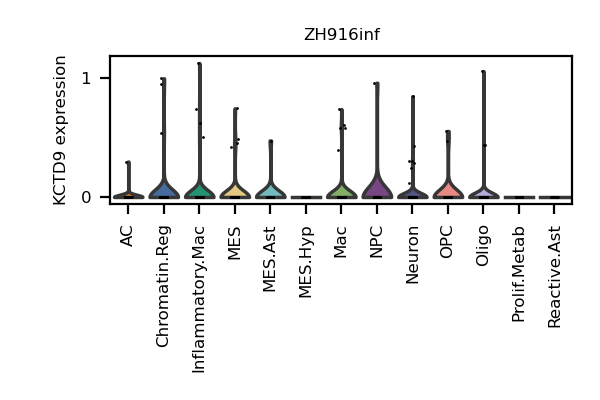 ZH916inf
KCTD9 expression
1
0
AC
Chromatin.Reg
Inflammatory.Mac
MES
MES.Ast
MES.Hyp
Mac
NPC
Neuron
OPC
Oligo
Prolif.Metab
Reactive.Ast